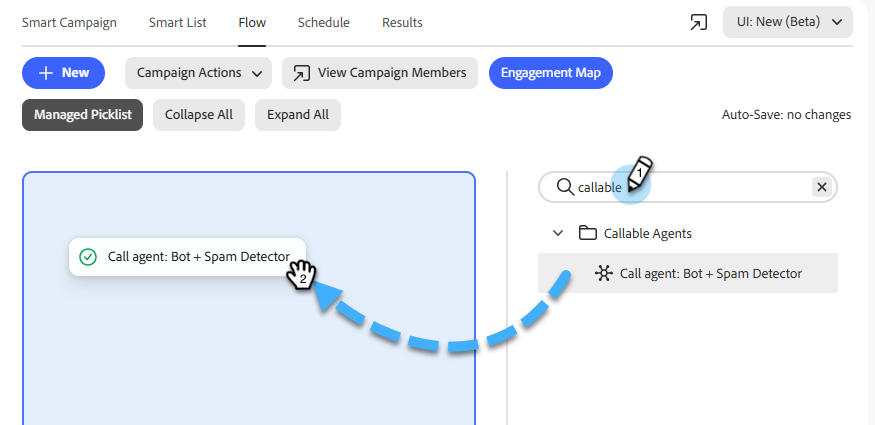 Smart Campaign Smart List Flow Schedule Results UI: New (Beta)
New Campaign Actions View Campaign Members Engagement Map
Managed Picklist Collapse All Expand All Auto-Save: no changes
callable 1
Callable Agents
Call agent: Bot + Spam Detector 2
Call agent: Bot + Spam Detector